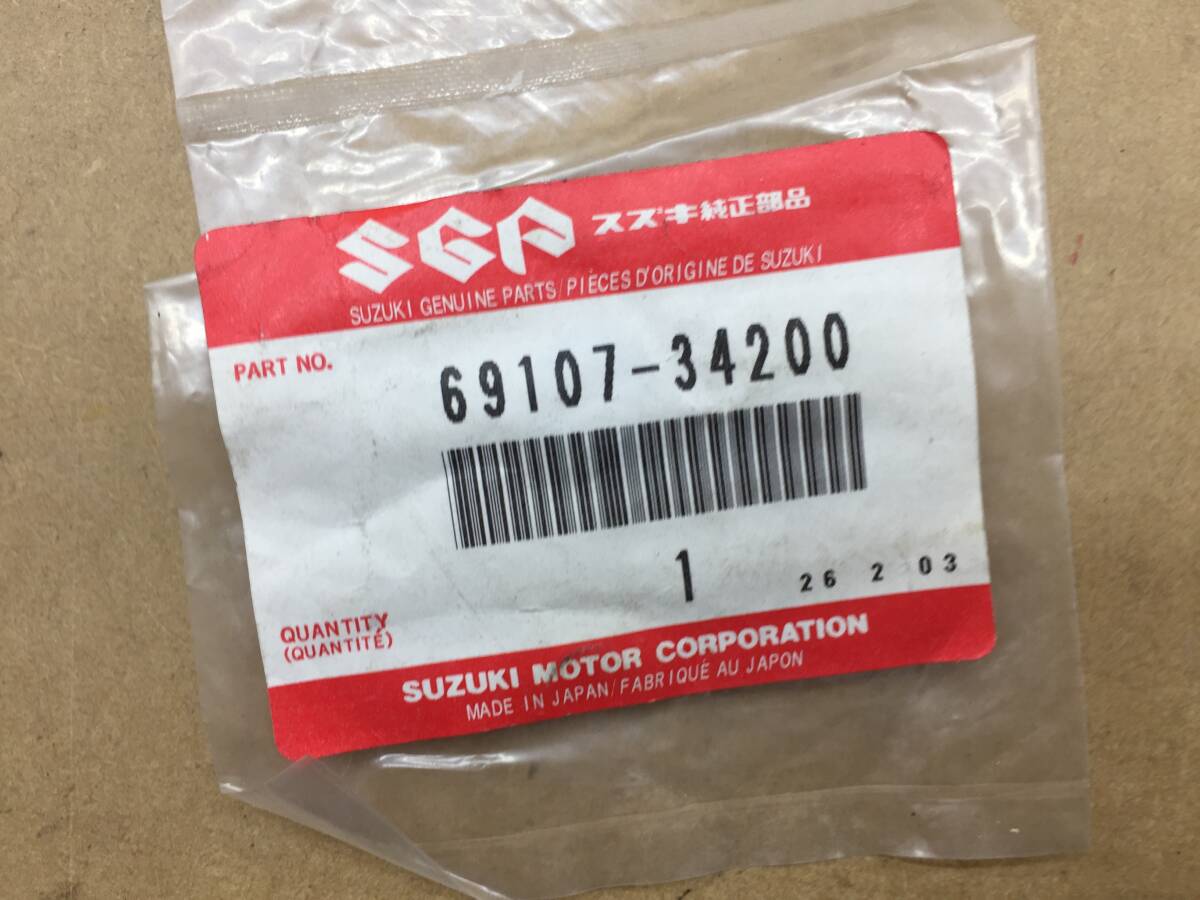 SGP スズキ純正部品
SUZUKI GENUINE PARTS/PIÈCES D'ORIGINE DE SUZUKI
PART NO. 69107-34200
1 26 2 03
QUANTITY
(QUANTITÉ)
SUZUKI MOTOR CORPORATION
MADE IN JAPAN/FABRIQUÉ AU JAPON